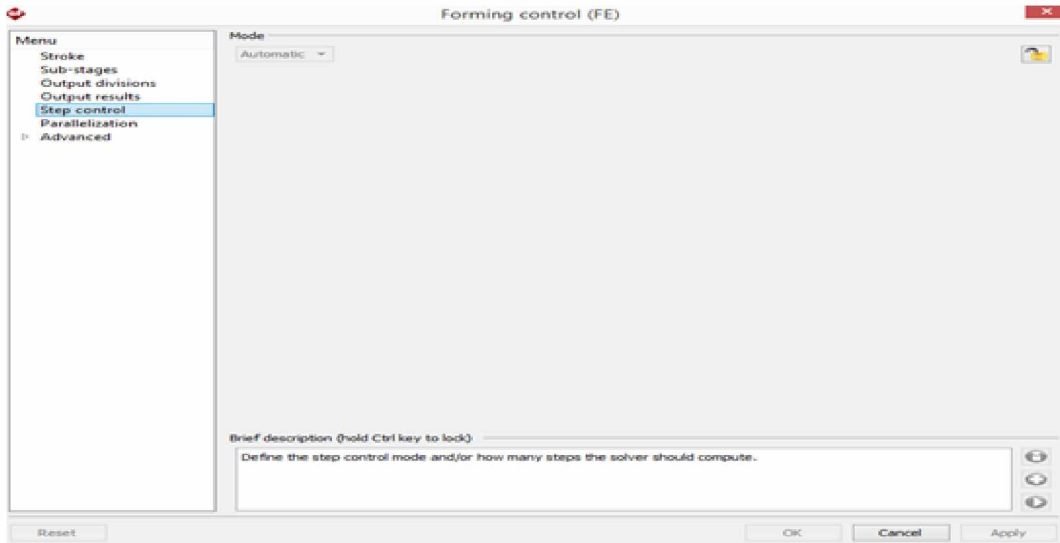 Forming control (FE)
Menu
Stroke
Sub-stages
Output divisions
Output results
Step control
Parallelization
Advanced
Mode
Automatic
Brief description (hold Ctrl key to lock)
Define the step control mode and/or how many steps the solver should compute.
Reset
OK
Cancel
Apply